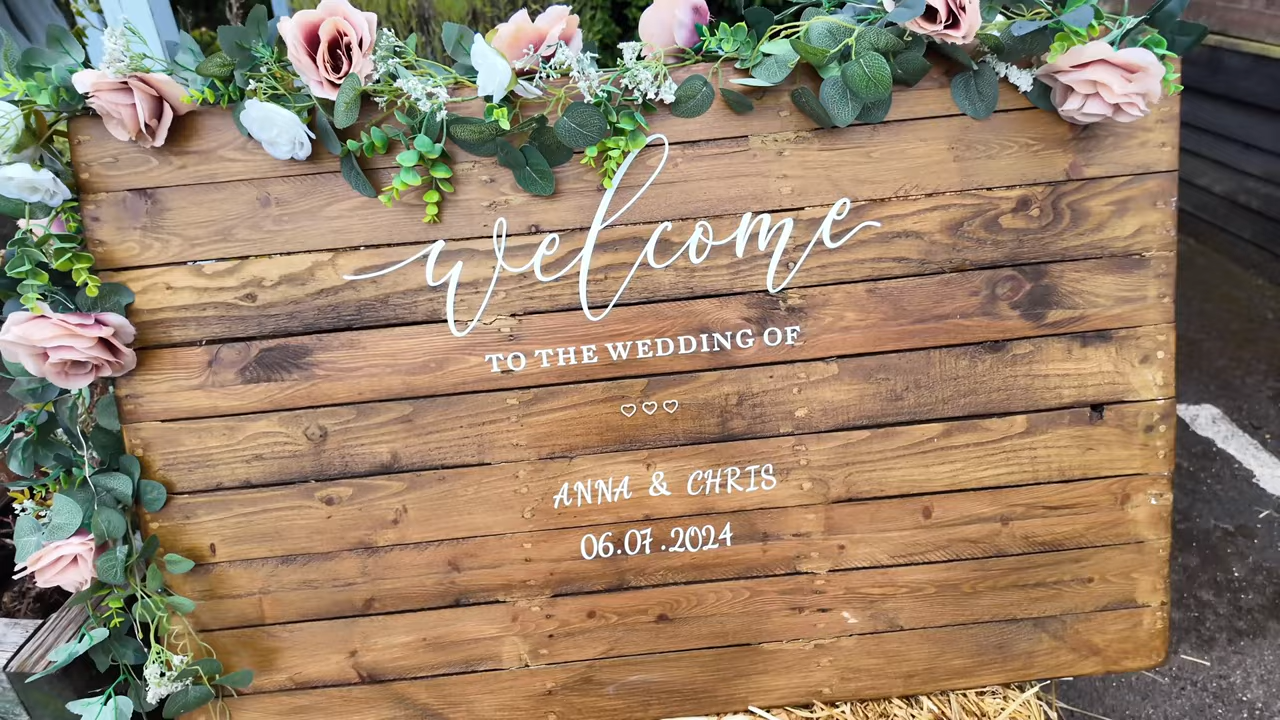 welcome
TO THE WEDDING OF
♡♡♡
ANNA & CHRIS
06.07.2024